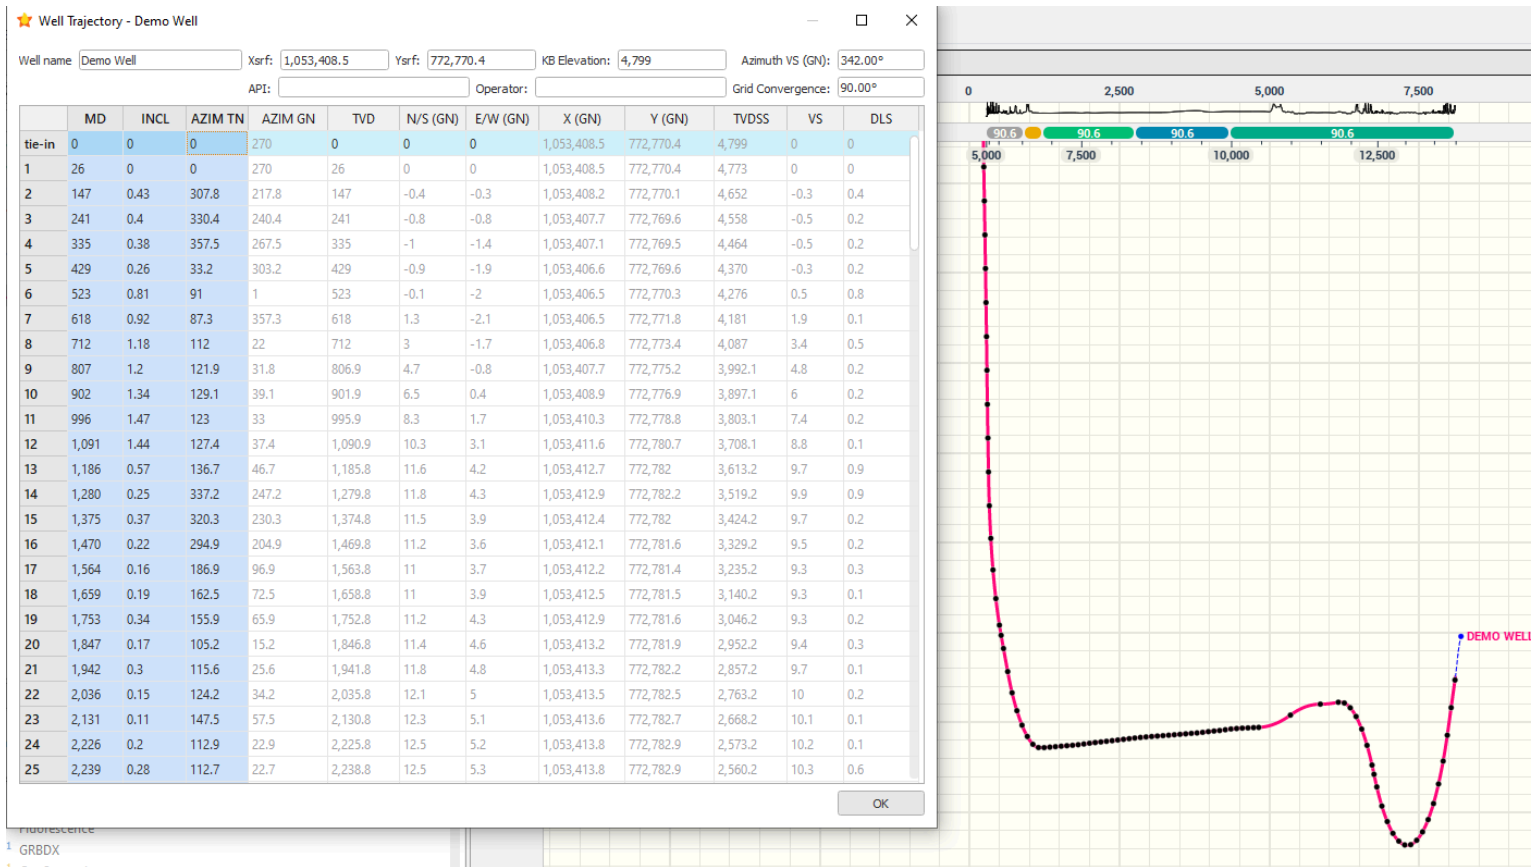 Well Trajectory - Demo Well
Well name Demo Well Xsrf: 1,053,408.5 Ysrf: 772,770.4 KB Elevation: 4,799 Azimuth VS (GN): 342.00°
API: Operator: Grid Convergence: 90.00°
MD INCL AZIM TN AZIM GN TVD N/S (GN) E/W (GN) X (GN) Y (GN) TVDSS VS DLS
tie-in 0 0 0 270 0 0 0 1,053,408.5 772,770.4 4,799 0 0
1 26 0 0 270 26 0 0 1,053,408.5 772,770.4 4,773 0 0
2 147 0.43 307.8 217.8 147 -0.4 -0.3 1,053,408.2 772,770.1 4,652 -0.3 0.4
3 241 0.4 330.4 240.4 241 -0.8 -0.8 1,053,407.7 772,769.6 4,558 -0.5 0.2
4 335 0.38 357.5 267.5 335 -1 -1.4 1,053,407.1 772,769.5 4,464 -0.5 0.2
5 429 0.26 33.2 303.2 429 -0.9 -1.9 1,053,406.6 772,769.6 4,370 -0.3 0.2
6 523 0.81 91 1 523 -0.1 -2 1,053,406.5 772,770.3 4,276 0.5 0.8
7 618 0.92 87.3 357.3 618 1.3 -2.1 1,053,406.5 772,771.8 4,181 1.9 0.1
8 712 1.18 112 22 712 3 -1.7 1,053,406.8 772,773.4 4,087 3.4 0.5
9 807 1.2 121.9 31.8 806.9 4.7 -0.8 1,053,407.7 772,775.2 3,992.1 4.8 0.2
10 902 1.34 129.1 39.1 901.9 6.5 0.4 1,053,408.9 772,776.9 3,897.1 6 0.2
11 996 1.47 123 33 995.9 8.3 1.7 1,053,410.3 772,778.8 3,803.1 7.4 0.2
12 1,091 1.44 127.4 37.4 1,090.9 10.3 3.1 1,053,411.6 772,780.7 3,708.1 8.8 0.1
13 1,186 0.57 136.7 46.7 1,185.8 11.6 4.2 1,053,412.7 772,782 3,613.2 9.7 0.9
14 1,280 0.25 337.2 247.2 1,279.8 11.8 4.3 1,053,412.9 772,782.2 3,519.2 9.9 0.9
15 1,375 0.37 320.3 230.3 1,374.8 11.5 3.9 1,053,412.4 772,782 3,424.2 9.7 0.2
16 1,470 0.22 294.9 204.9 1,469.8 11.2 3.6 1,053,412.1 772,781.6 3,329.2 9.5 0.2
17 1,564 0.16 186.9 96.9 1,563.8 11 3.7 1,053,412.2 772,781.4 3,235.2 9.3 0.3
18 1,659 0.19 162.5 72.5 1,658.8 11 3.9 1,053,412.5 772,781.5 3,140.2 9.3 0.1
19 1,753 0.34 155.9 65.9 1,752.8 11.2 4.3 1,053,412.9 772,781.6 3,046.2 9.3 0.2
20 1,847 0.17 105.2 15.2 1,846.8 11.4 4.6 1,053,413.2 772,781.9 2,952.2 9.4 0.3
21 1,942 0.3 115.6 25.6 1,941.8 11.8 4.8 1,053,413.3 772,782.2 2,857.2 9.7 0.1
22 2,036 0.15 124.2 34.2 2,035.8 12.1 5 1,053,413.5 772,782.5 2,763.2 10 0.2
23 2,131 0.11 147.5 57.5 2,130.8 12.3 5.1 1,053,413.6 772,782.7 2,668.2 10.1 0.1
24 2,226 0.2 112.9 22.9 2,225.8 12.5 5.2 1,053,413.8 772,782.9 2,573.2 10.2 0.1
25 2,239 0.28 112.7 22.7 2,238.8 12.5 5.3 1,053,413.8 772,782.9 2,560.2 10.3 0.6
OK
Fluorescence
1 GRBDX
0 2,500 5,000 7,500
90.6 90.6 90.6 90.6
5,000 7,500 10,000 12,500
DEMO WELL